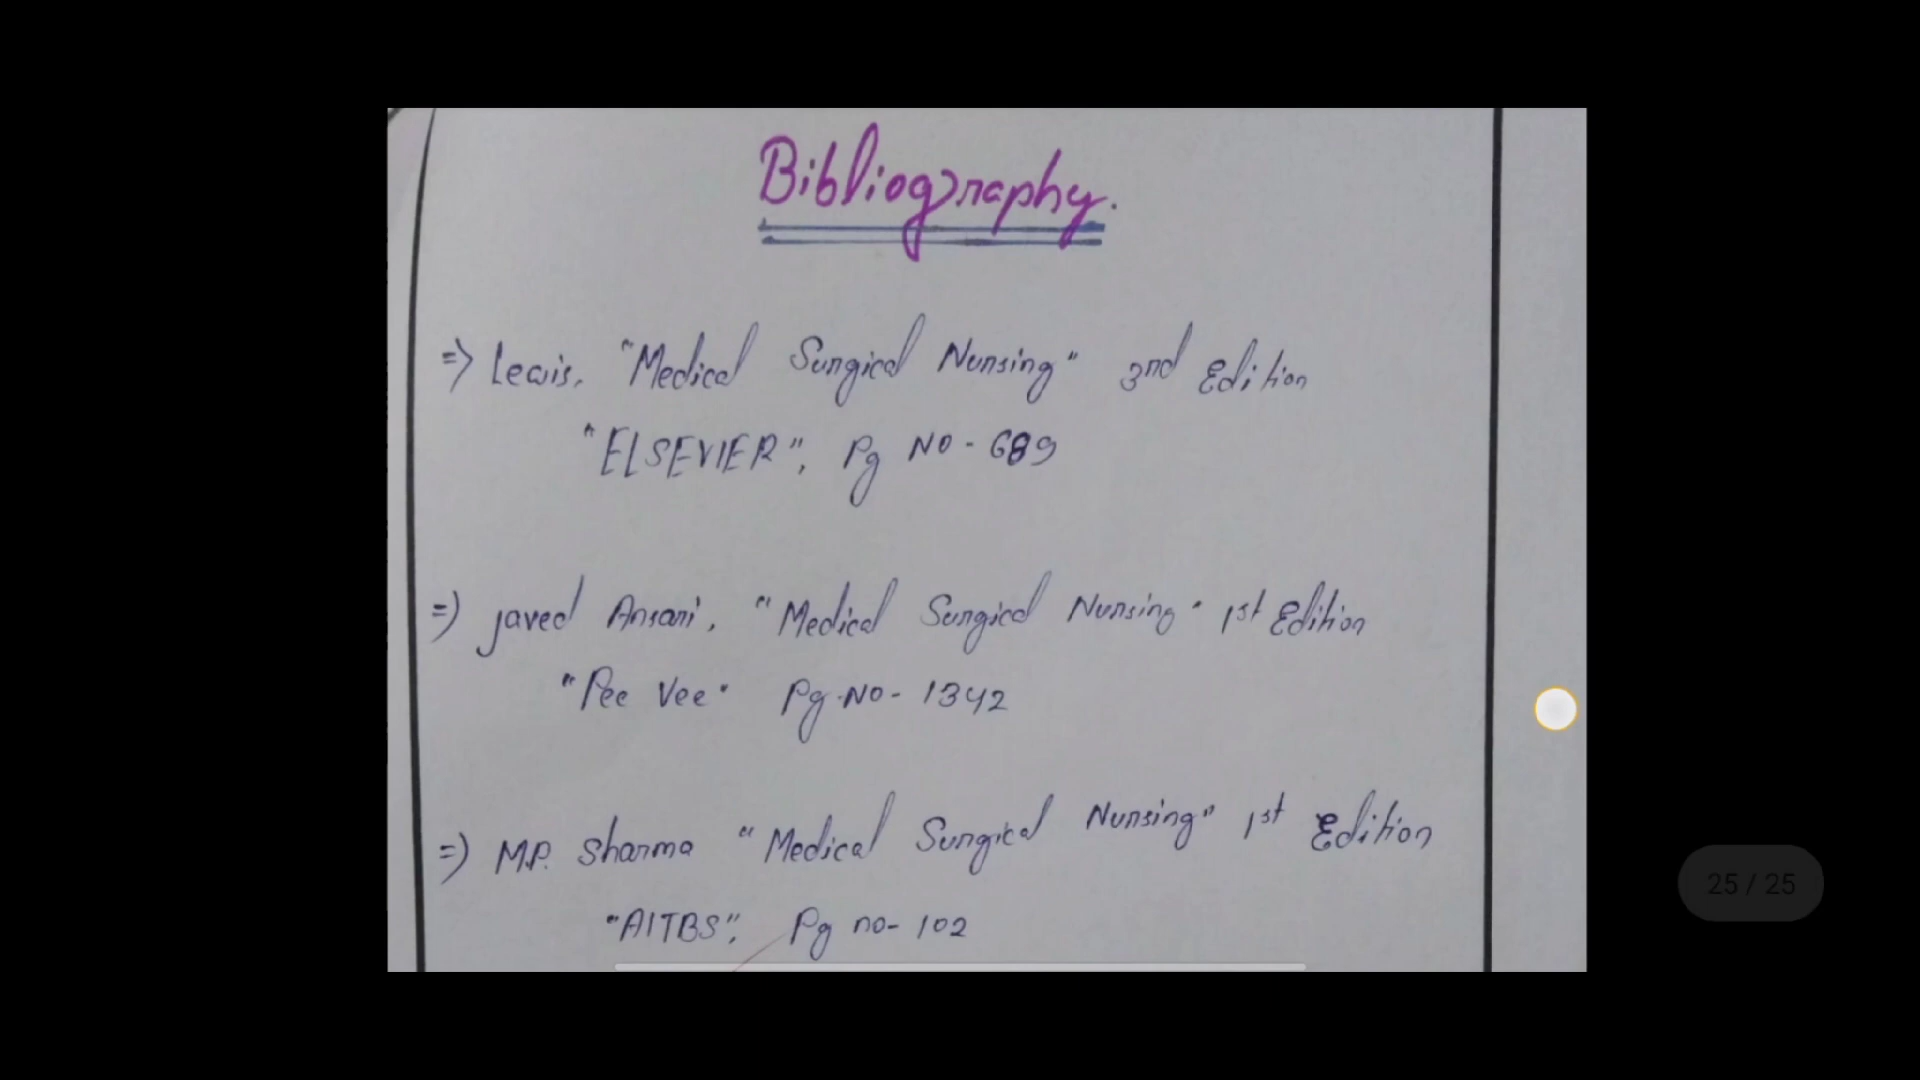 Bibliography.
=> Lewis, "Medical Surgical Nursing" 3rd Edition
"ELSEVIER", Pg NO - 689
=> Javed Ansari, "Medical Surgical Nursing" 1st Edition
"Pee Vee" Pg.NO - 1342
=> M.P. Sharma "Medical Surgical Nursing" 1st Edition
"AITBS", Pg no - 102
25 / 25